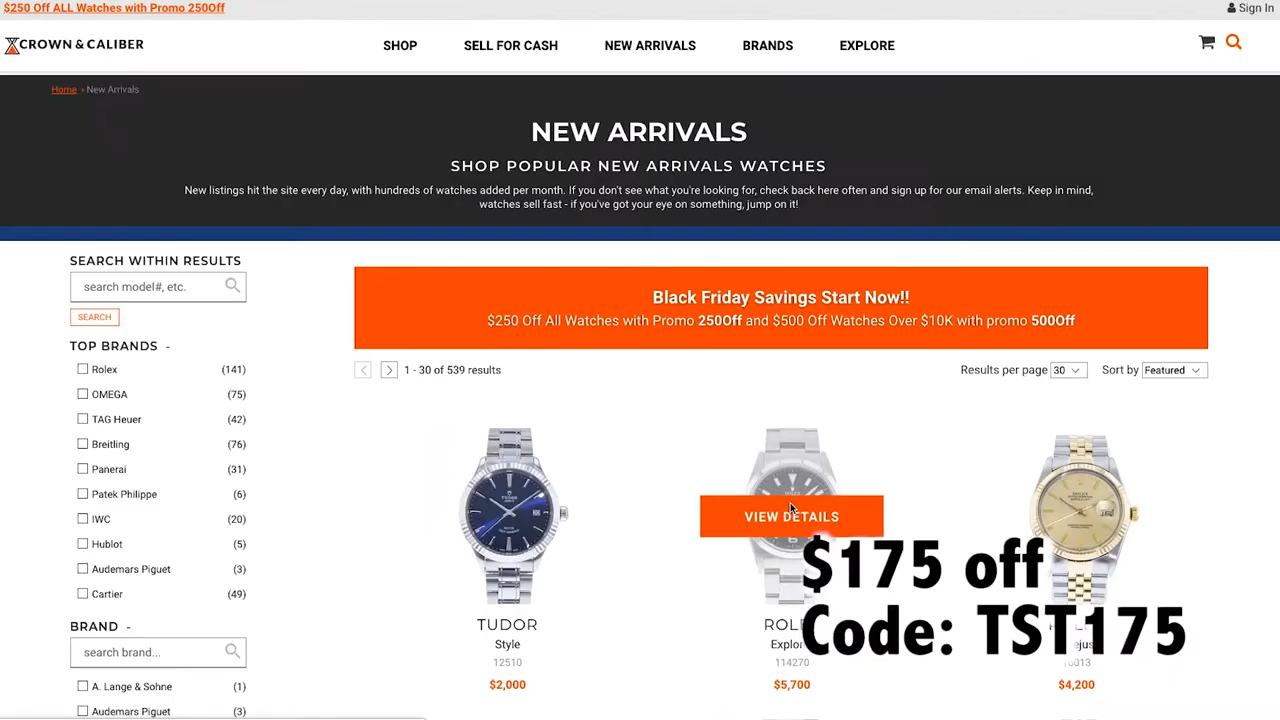 $250 Off ALL Watches with Promo 250Off
Sign In
CROWN & CALIBER
SHOP
SELL FOR CASH
NEW ARRIVALS
BRANDS
EXPLORE
Home › New Arrivals
NEW ARRIVALS
SHOP POPULAR NEW ARRIVALS WATCHES
New listings hit the site every day, with hundreds of watches added per month. If you don't see what you're looking for, check back here often and sign up for our email alerts. Keep in mind,
watches sell fast - if you've got your eye on something, jump on it!
SEARCH WITHIN RESULTS
search model#, etc.
SEARCH
TOP BRANDS -
Rolex (141)
OMEGA (75)
TAG Heuer (42)
Breitling (76)
Panerai (31)
Patek Philippe (6)
IWC (20)
Hublot (5)
Audemars Piguet (3)
Cartier (49)
BRAND -
search brand...
A. Lange & Sohne (1)
Audemars Piguet (3)
Black Friday Savings Start Now!!
$250 Off All Watches with Promo 250Off and $500 Off Watches Over $10K with promo 500Off
1 - 30 of 539 results
Results per page 30
Sort by Featured
VIEW DETAILS
$175 off
Code: TST175
TUDOR
Style
12510
$2,000
114270
$5,700
$4,200